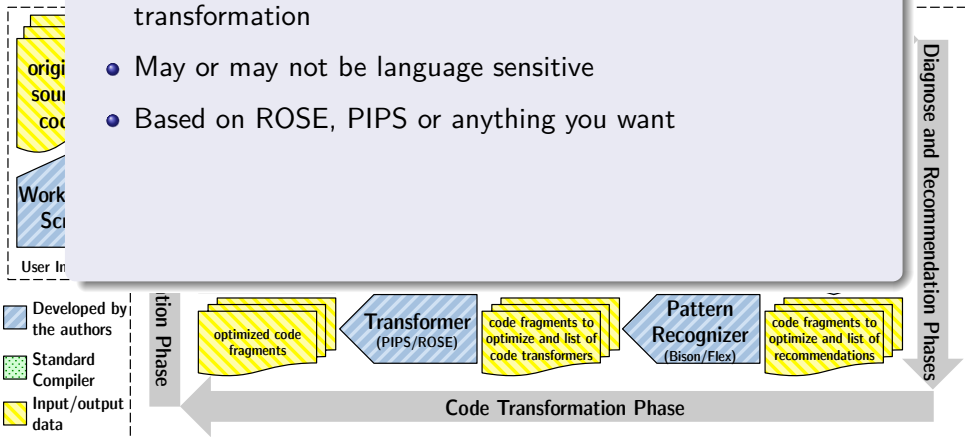 transformation
May or may not be language sensitive
Based on ROSE, PIPS or anything you want
Diagnose and Recommendation Phases
User
Developed by
the authors
Standard
Compiler
Input/output
data
Phase
optimized code
fragments
Transformer
(PIPS/ROSE)
code fragments to
optimize and list of
code transformers
Pattern
Recognizer
(Bison/Flex)
code fragments to
optimize and list of
recommendations
Code Transformation Phase